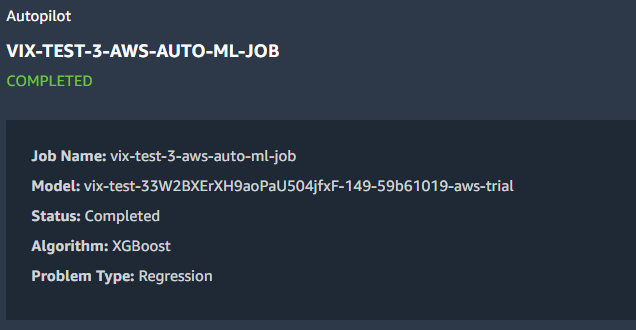 Autopilot
VIX-TEST-3-AWS-AUTO-ML-JOB
COMPLETED
Job Name: vix-test-3-aws-auto-ml-job
Model: vix-test-33W2BXErXH9aoPaU504jfxF-149-59b61019-aws-trial
Status: Completed
Algorithm: XGBoost
Problem Type: Regression